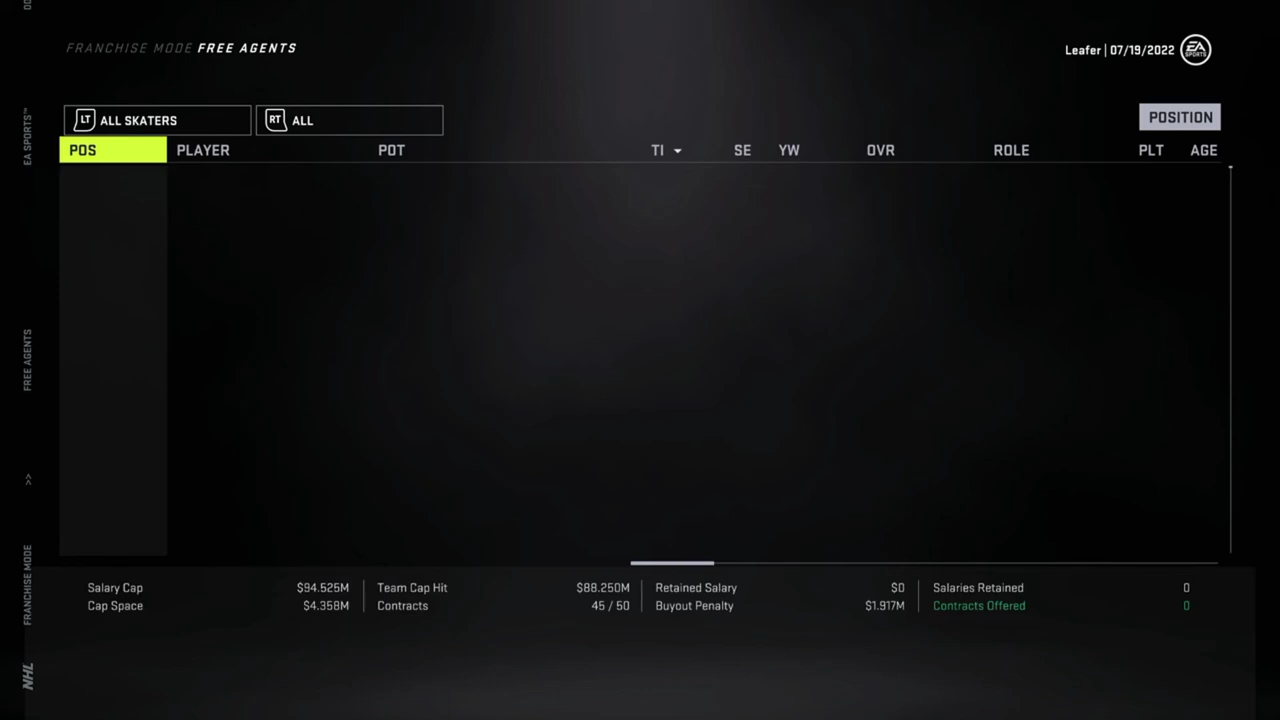 FRANCHISE MODE FREE AGENTS
Leafer | 07/19/2022
EA SPORTS
LT ALL SKATERS
RT ALL
POSITION
POS PLAYER POT TI SE YW OVR ROLE PLT AGE
Salary Cap $94.525M Team Cap Hit $88.250M Retained Salary $0 Salaries Retained 0
Cap Space $4.358M Contracts 45 / 50 Buyout Penalty $1.917M Contracts Offered 0
NHL
FRANCHISE MODE
>>
FREE AGENTS
EA SPORTS™